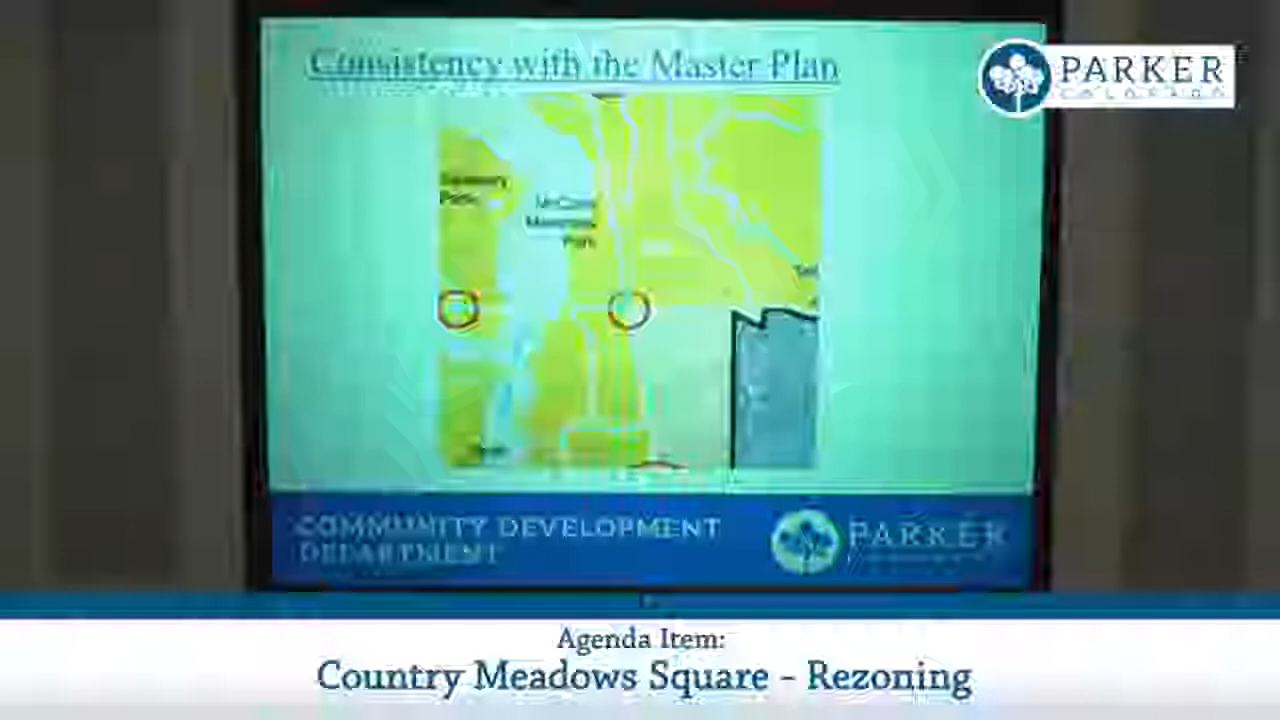 Consistency with the Master Plan
PARKER
COLORADO
McCabe
Meadows
Park
COMMUNITY DEVELOPMENT
DEPARTMENT
PARKER
Agenda Item:
Country Meadows Square - Rezoning